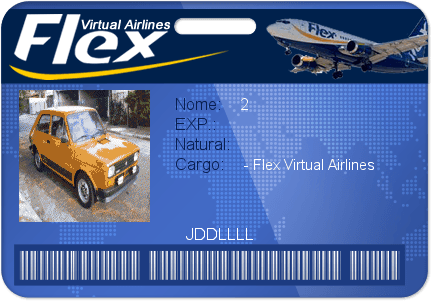 Virtual Airlines
Flex
Flex
Nome: 2
EXP.:
Natural:
Cargo: - Flex Virtual Airlines
JDDLLLL